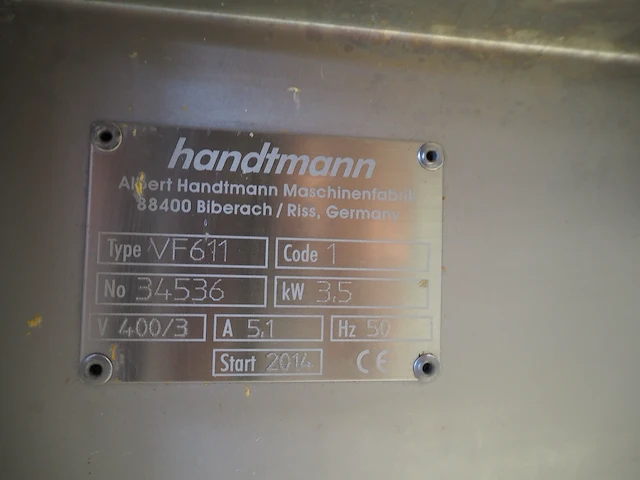 handtmann
Albert Handtmann Maschinenfabrik
88400 Biberach / Riss, Germany
Type VF611 Code 1
No 34536 kW 3,5
V 400/3 A 5,1 Hz 50
Start 2014 CE